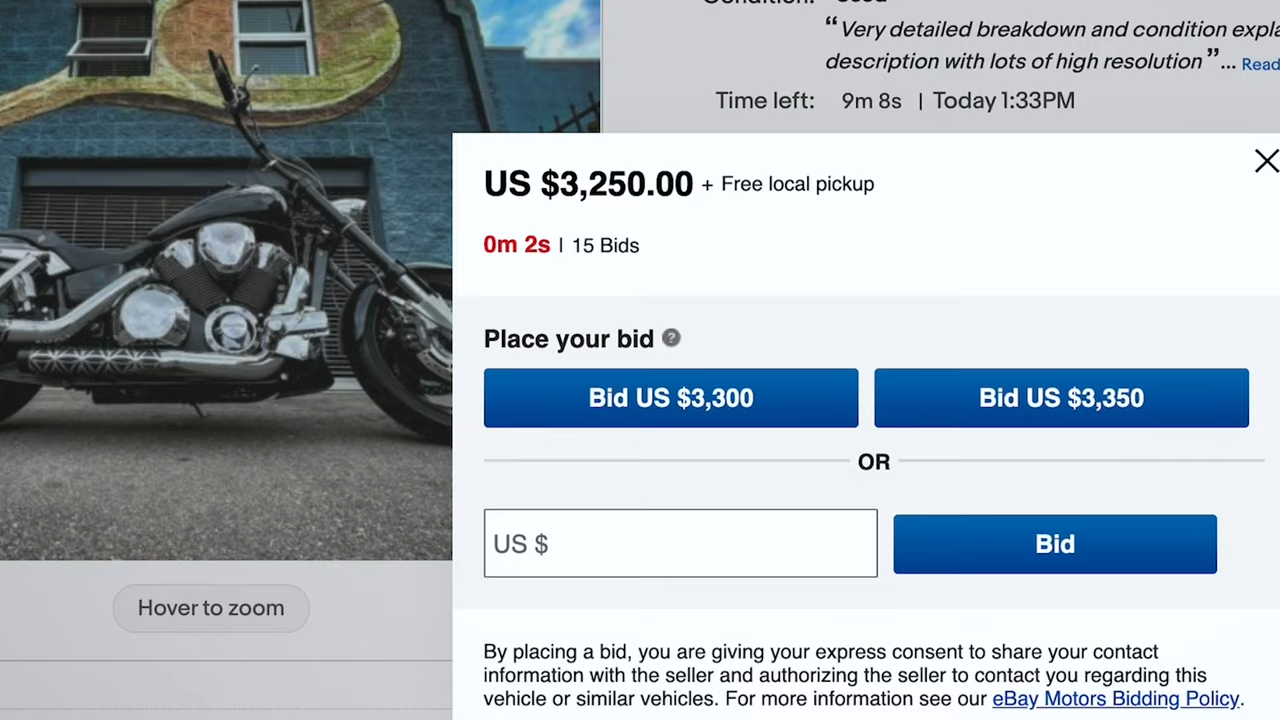 “Very detailed breakdown and condition
description with lots of high resolution”... Read
Time left: 9m 8s | Today 1:33PM
US $3,250.00 + Free local pickup
0m 2s | 15 Bids
Place your bid ?
Bid US $3,300 Bid US $3,350
OR
US $ Bid
Hover to zoom
By placing a bid, you are giving your express consent to share your contact
information with the seller and authorizing the seller to contact you regarding this
vehicle or similar vehicles. For more information see our eBay Motors Bidding Policy.